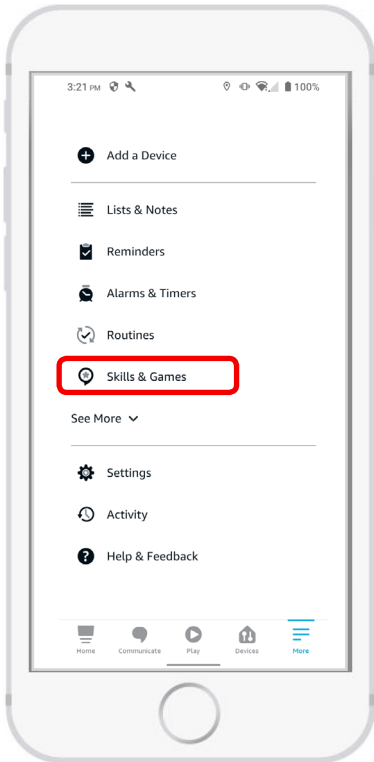 3:21 PM 100%
Add a Device
Lists & Notes
Reminders
Alarms & Timers
Routines
Skills & Games
See More
Settings
Activity
Help & Feedback
Home Communicate Play Devices More